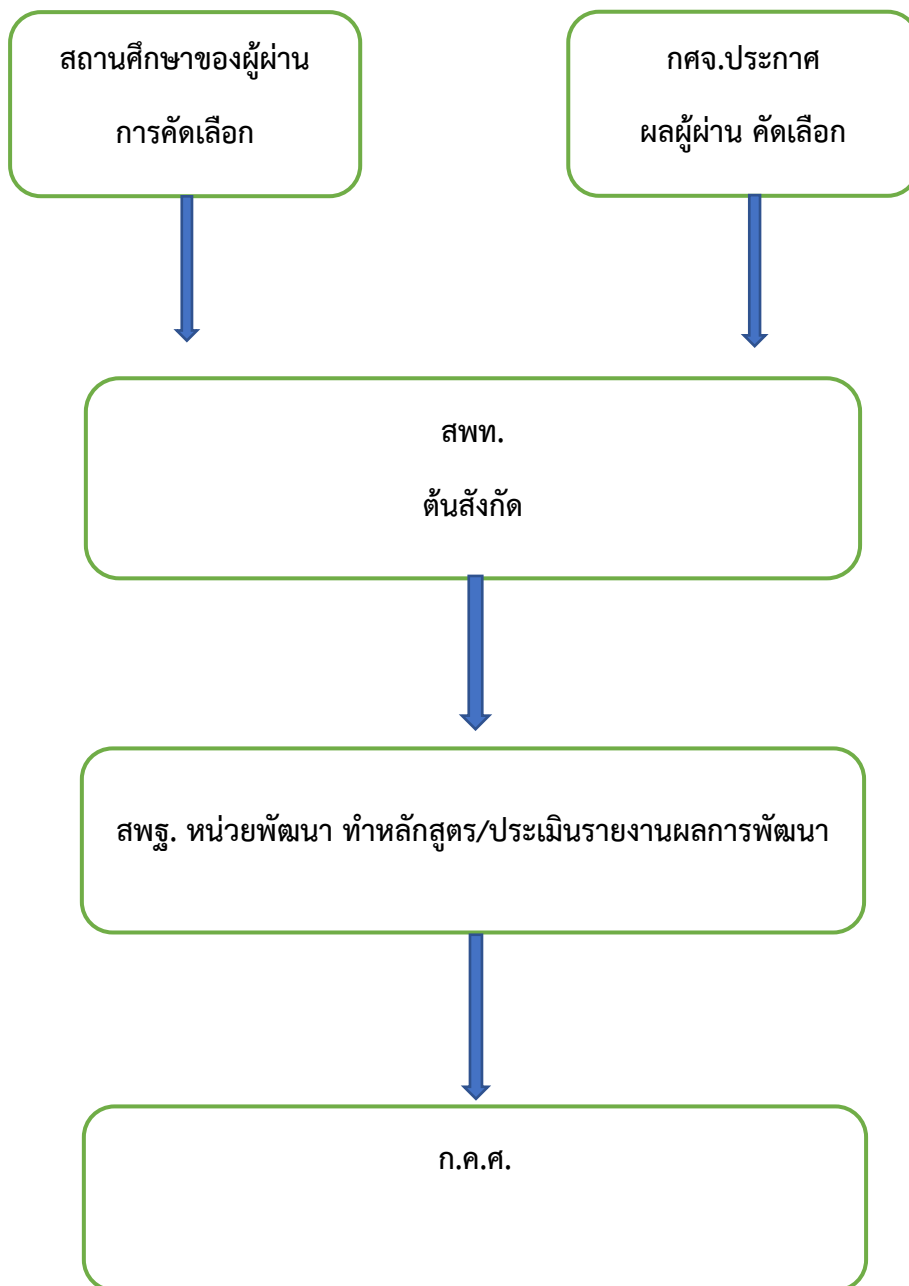 สถานศึกษาของผู้ผ่าน
การคัดเลือก
กศจ.ประกาศ
ผลผู้ผ่าน คัดเลือก
สพท.
ต้นสังกัด
สพฐ. หน่วยพัฒนา ทำหลักสูตร/ประเมินรายงานผลการพัฒนา
ก.ค.ศ.